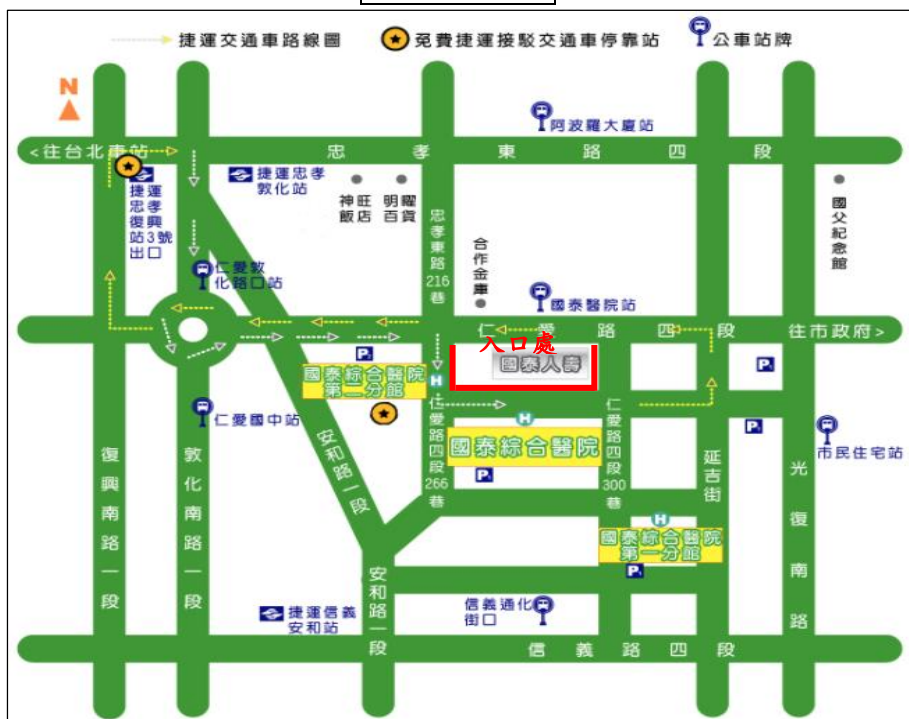 捷運交通車路線圖
免費捷運接駁交通車停靠站
公車站牌
N
阿波羅大廈站
<往台北車站
忠孝東路四段
捷運
忠孝
復興
站3號
出口
捷運忠孝
敦化站
神旺
飯店
明曜
百貨
忠孝東路216巷
合作金庫
國父紀念館
仁愛敦
化路口站
國泰醫院站
仁愛路四段
往市政府>
入口處
國泰人壽
P
國泰綜合醫院
第二分館
H
P
仁愛國中站
仁愛路四段266巷
H
國泰綜合醫院
P
仁愛路四段300巷
P
市民住宅站
安和路一段
復興南路一段
敦化南路一段
延吉街
光復南路
H
國泰綜合醫院
第一分館
P
安和路一段
捷運信義
安和站
信義通化
街口
信義路四段